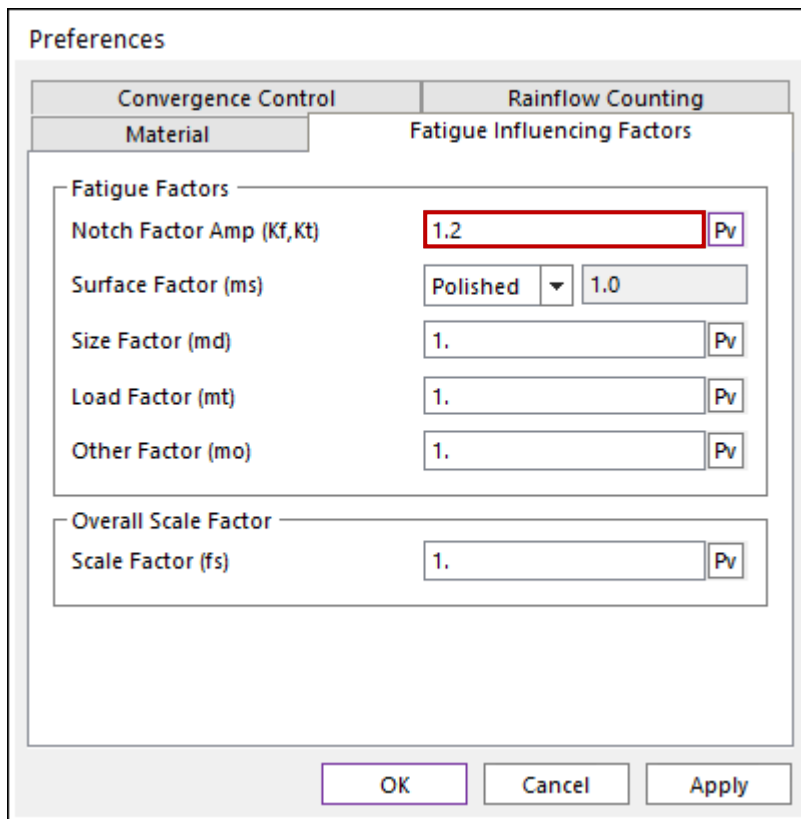 Preferences
Convergence Control Rainflow Counting
Material Fatigue Influencing Factors
Fatigue Factors
Notch Factor Amp (Kf,Kt) 1.2 Pv
Surface Factor (ms) Polished 1.0
Size Factor (md) 1. Pv
Load Factor (mt) 1. Pv
Other Factor (mo) 1. Pv
Overall Scale Factor
Scale Factor (fs) 1. Pv
OK Cancel Apply